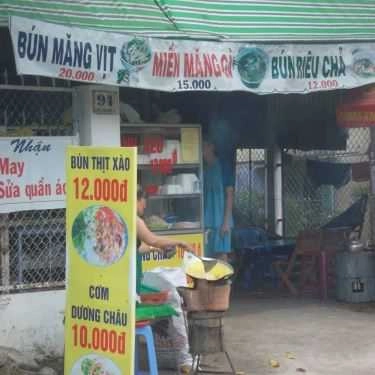 BÚN MĂNG VỊT
20.000
MIẾN MĂNG GÀ
15.000
BÚN RIÊU CHẢ
12.000
94
Nhận
May
Sửa quần áo
BÚN THỊT XÀO
12.000đ
CƠM
DƯƠNG CHÂU
10.000đ